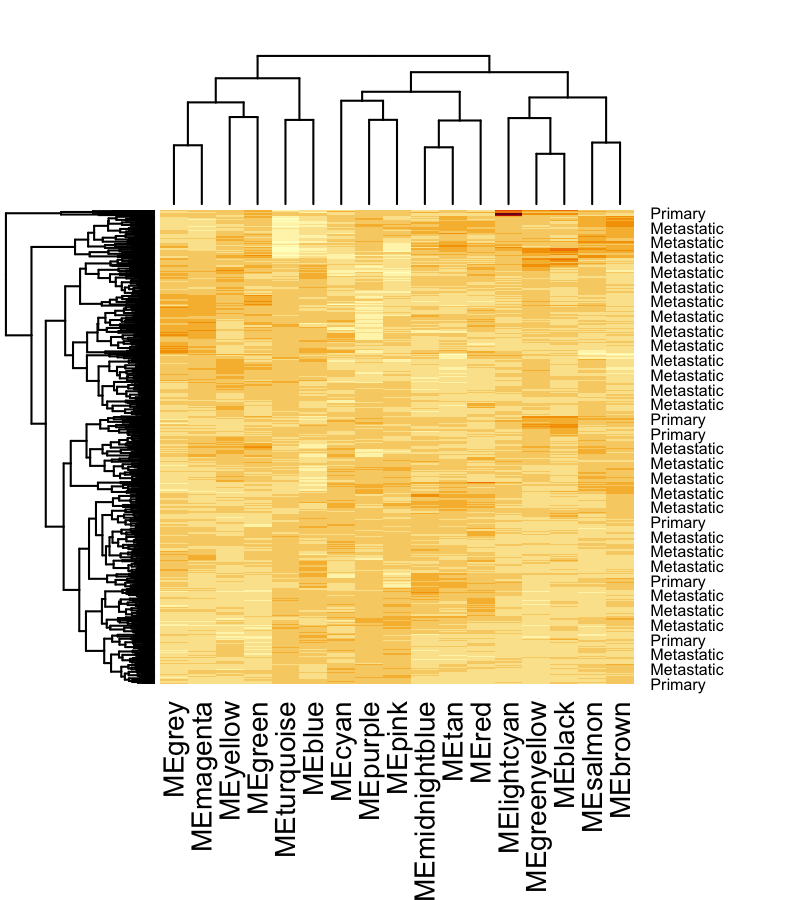 Primary
Metastatic
Metastatic
Metastatic
Metastatic
Metastatic
Metastatic
Metastatic
Metastatic
Metastatic
Metastatic
Metastatic
Metastatic
Metastatic
Primary
Primary
Metastatic
Metastatic
Metastatic
Metastatic
Metastatic
Primary
Metastatic
Metastatic
Metastatic
Primary
Metastatic
Metastatic
Metastatic
Primary
Metastatic
Metastatic
Primary
MEgrey
MEmagenta
MEyellow
MEgreen
MEturquoise
MEblue
MEcyan
MEpurple
MEpink
MEmidnightblue
MEtan
MEred
MElightcyan
MEgreenyellow
MEblack
MEsalmon
MEbrown